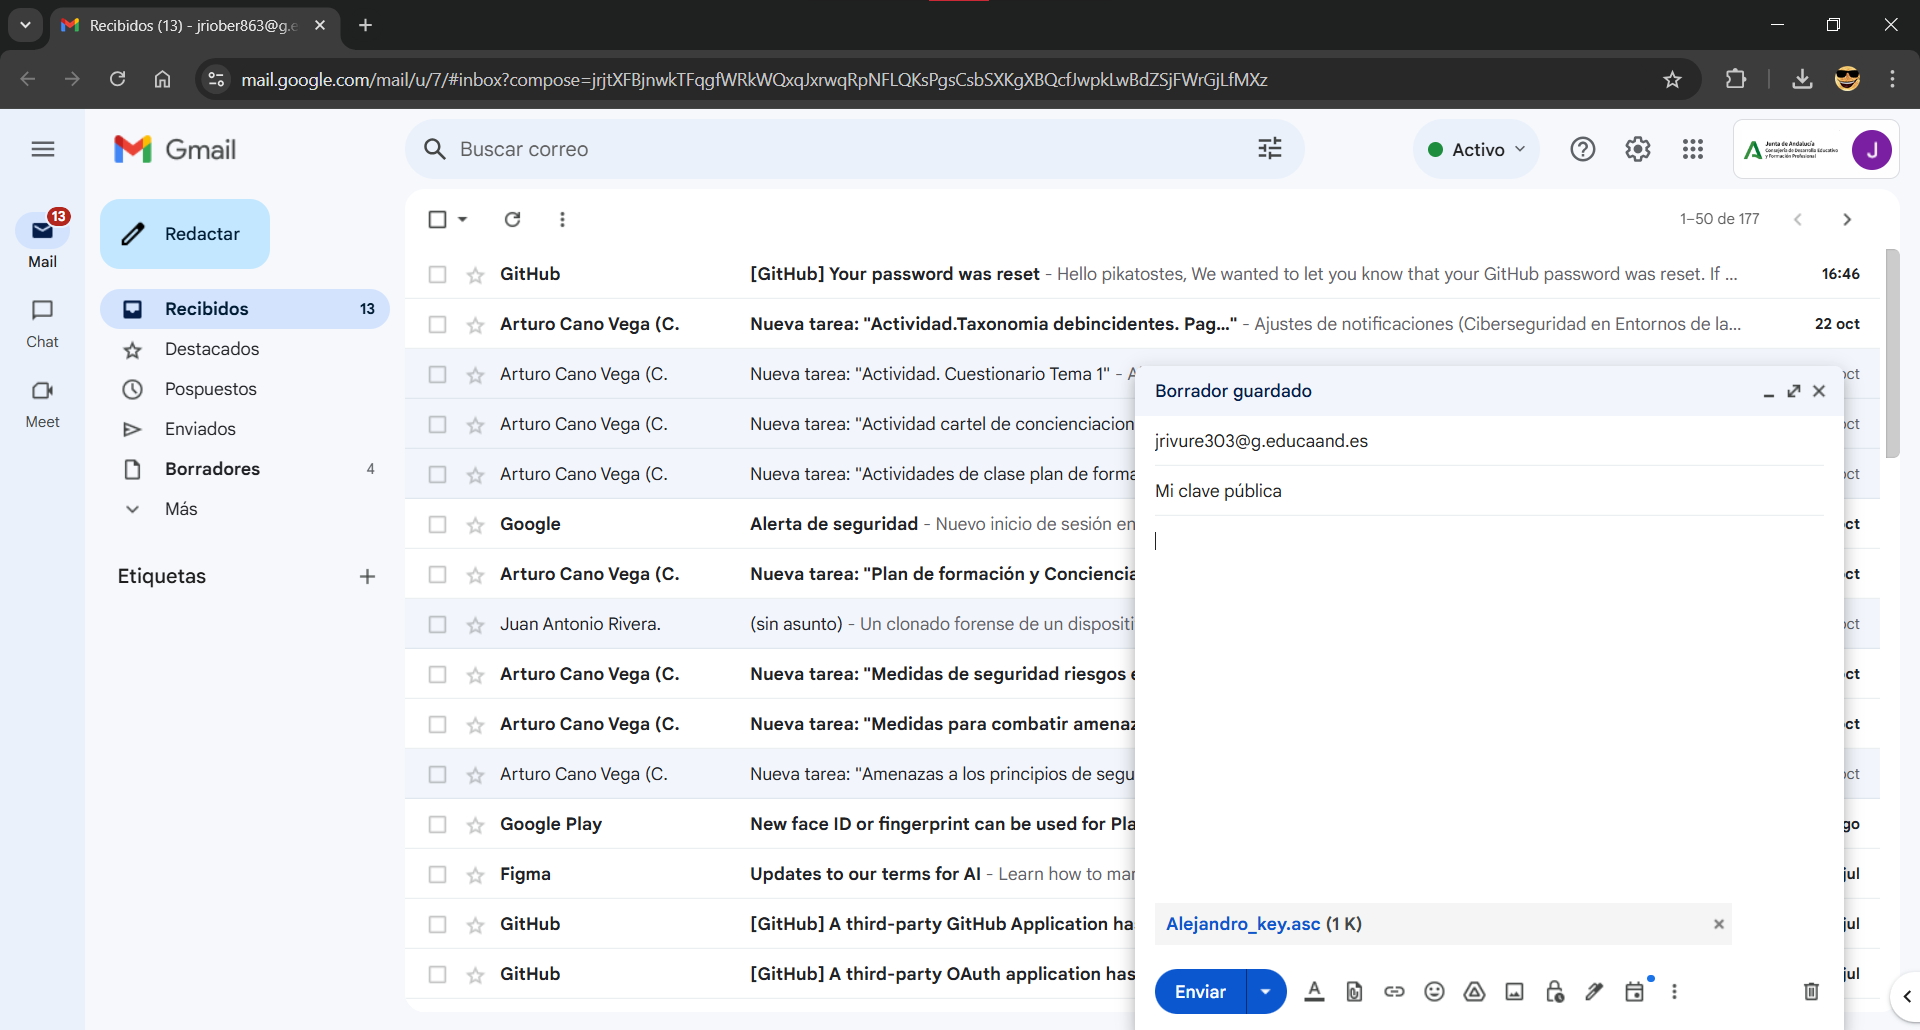 Recibidos (13) - jriober863@g.e
mail.google.com/mail/u/7/#inbox?compose=jrjtXFBjnwkTFqgfWRkWQxqJxrwqRpNFLQKsPgsCsbSXKgXBQcfJwpkLwBdZSjFWrGjLfMXz
Gmail
Buscar correo
Activo
Junta de Andalucía
Consejería de Desarrollo Educativo
y Formación Profesional
J
13
Mail
Chat
Meet
Redactar
Recibidos 13
Destacados
Pospuestos
Enviados
Borradores 4
Más
Etiquetas
1–50 de 177
GitHub [GitHub] Your password was reset - Hello pikatostes, We wanted to let you know that your GitHub password was reset. If ... 16:46
Arturo Cano Vega (C. Nueva tarea: "Actividad.Taxonomia debincidentes. Pag..." - Ajustes de notificaciones (Ciberseguridad en Entornos de la... 22 oct
Arturo Cano Vega (C. Nueva tarea: "Actividad. Cuestionario Tema 1" - A oct
Arturo Cano Vega (C. Nueva tarea: "Actividad cartel de concienciacion oct
Arturo Cano Vega (C. Nueva tarea: "Actividades de clase plan de forma oct
Google Alerta de seguridad - Nuevo inicio de sesión en oct
Arturo Cano Vega (C. Nueva tarea: "Plan de formación y Conciencia oct
Juan Antonio Rivera. (sin asunto) - Un clonado forense de un dispositi oct
Arturo Cano Vega (C. Nueva tarea: "Medidas de seguridad riesgos e oct
Arturo Cano Vega (C. Nueva tarea: "Medidas para combatir amenaz oct
Arturo Cano Vega (C. Nueva tarea: "Amenazas a los principios de segu oct
Google Play New face ID or fingerprint can be used for Pla go
Figma Updates to our terms for AI - Learn how to mar jul
GitHub [GitHub] A third-party GitHub Application ha jul
GitHub [GitHub] A third-party OAuth application has jul
Borrador guardado
jrivure303@g.educaand.es
Mi clave pública
Alejandro_key.asc (1 K)
Enviar